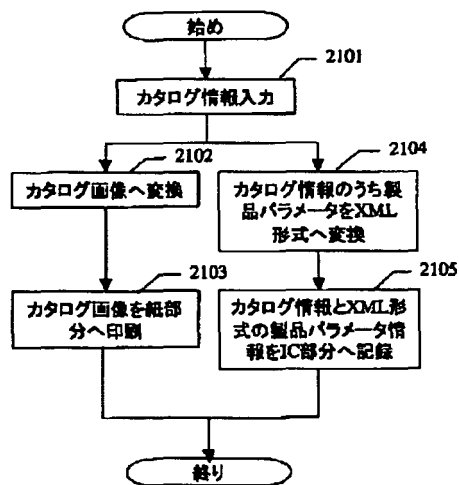 始め
2101
カタログ情報入力
2102
カタログ画像へ変換
2104
カタログ情報のうち製
品パラメータをXML
形式へ変換
2103
カタログ画像を紙部
分へ印刷
2105
カタログ情報とXML形
式の製品パラメータ情
報をIC部分へ記録
終り